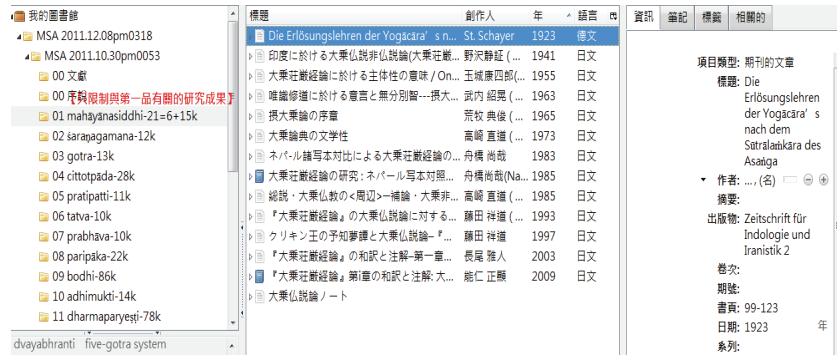 我的圖書館
MSA 2011.12.08pm0318
MSA 2011.10.30pm0053
00 文獻
00 序說
限制與第一品有關的研究成果】
01 mahāyānasiddhi-21=6+15k
02 śaraṇagamana-12k
03 gotra-13k
04 cittotpāda-28k
05 pratipatti-11k
06 tatva-10k
07 prabhāva-10k
08 paripāka-22k
09 bodhi-86k
10 adhimukti-14k
11 dharmaparyeṣṭi-78k
dvayabhranti five-gotra system
標題 創作人 年 語言
Die Erlösungslehren der Yogācāra's n... St. Schayer 1923 德文
印度に於ける大乗仏説非仏説論(大乗荘厳... 野沢静証 (... 1941 日文
大乗荘厳経論に於ける主体性の意味 / On... 玉城康四郎(... 1955 日文
唯識修道に於ける意言と無分別智---摂大... 武内 紹晃 (... 1963 日文
摂大乗論の序章 荒牧 典俊 (... 1965 日文
大乗論典の文学性 高崎 直道 (... 1973 日文
ネパール諸写本対比による大乗荘厳経論の... 舟橋 尚哉 1983 日文
大乗荘厳経論の研究 : ネパール写本対照... 舟橋尚哉(Na... 1985 日文
総説・大乗仏教の<周辺>─補論・大乗非... 高崎 直道 (... 1985 日文
『大乗荘厳経論』の大乗仏説論に対する... 藤田 祥道 (... 1993 日文
クリキン王の予知夢譚と大乗仏説論–『... 藤田 祥道 1997 日文
『大乗荘厳経論』の和訳と注解─第一章... 長尾 雅人 2003 日文
『大乗荘厳経論』第I章の和訳と注解: 大... 能仁 正顯 2009 日文
大乗仏説論ノート
資訊 筆記 標籤 相關的
項目類型: 期刊的文章
標題: Die
Erlösungslehren
der Yogācāra's
nach dem
Sūtrālaṁkāra des
Asaṅga
作者: ..., (名)
摘要:
出版物: Zeitschrift für
Indologie und
Iranistik 2
卷次:
期號:
書頁: 99-123
日期: 1923 年
系列: